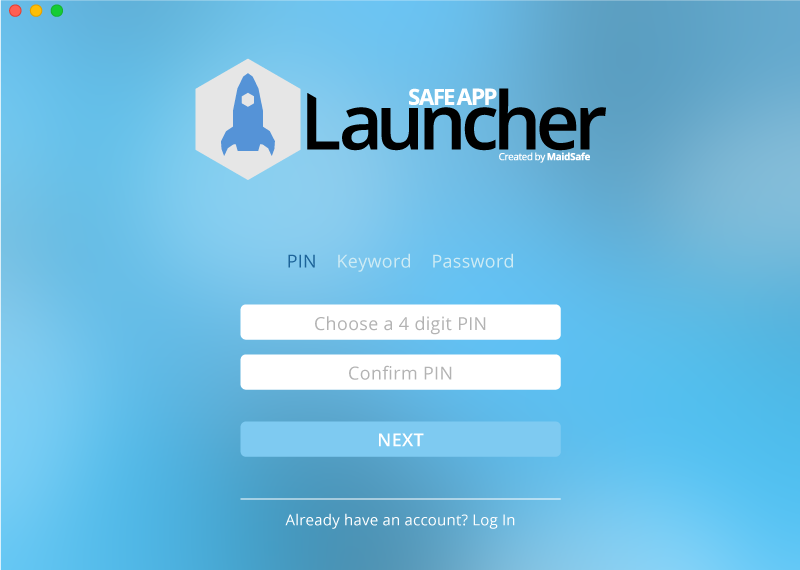 SAFE APP
Launcher
Created by MaidSafe
PIN Keyword Password
Choose a 4 digit PIN
Confirm PIN
NEXT
Already have an account? Log In